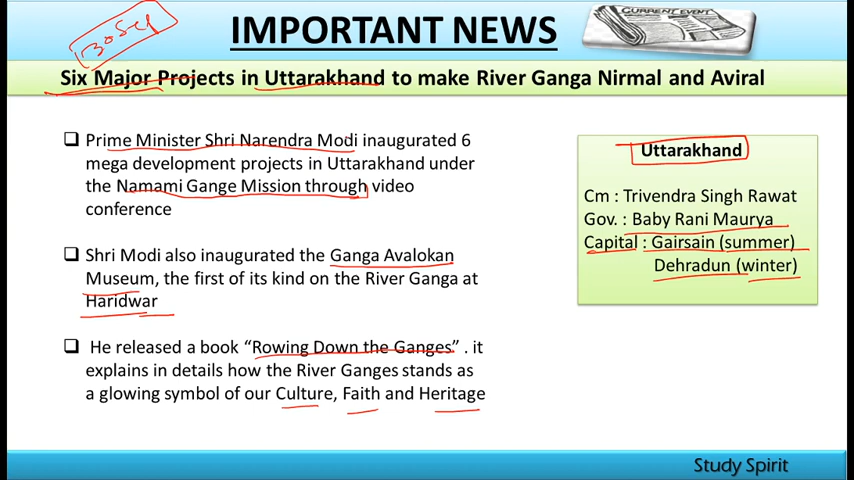 IMPORTANT NEWS
30 Sep
CURRENT EVENT
Six Major Projects in Uttarakhand to make River Ganga Nirmal and Aviral
Prime Minister Shri Narendra Modi inaugurated 6
mega development projects in Uttarakhand under
the Namami Gange Mission through video
conference
Shri Modi also inaugurated the Ganga Avalokan
Museum, the first of its kind on the River Ganga at
Haridwar
He released a book “Rowing Down the Ganges” . it
explains in details how the River Ganges stands as
a glowing symbol of our Culture, Faith and Heritage
Uttarakhand
Cm : Trivendra Singh Rawat
Gov. : Baby Rani Maurya
Capital : Gairsain (summer)
Dehradun (winter)
Study Spirit